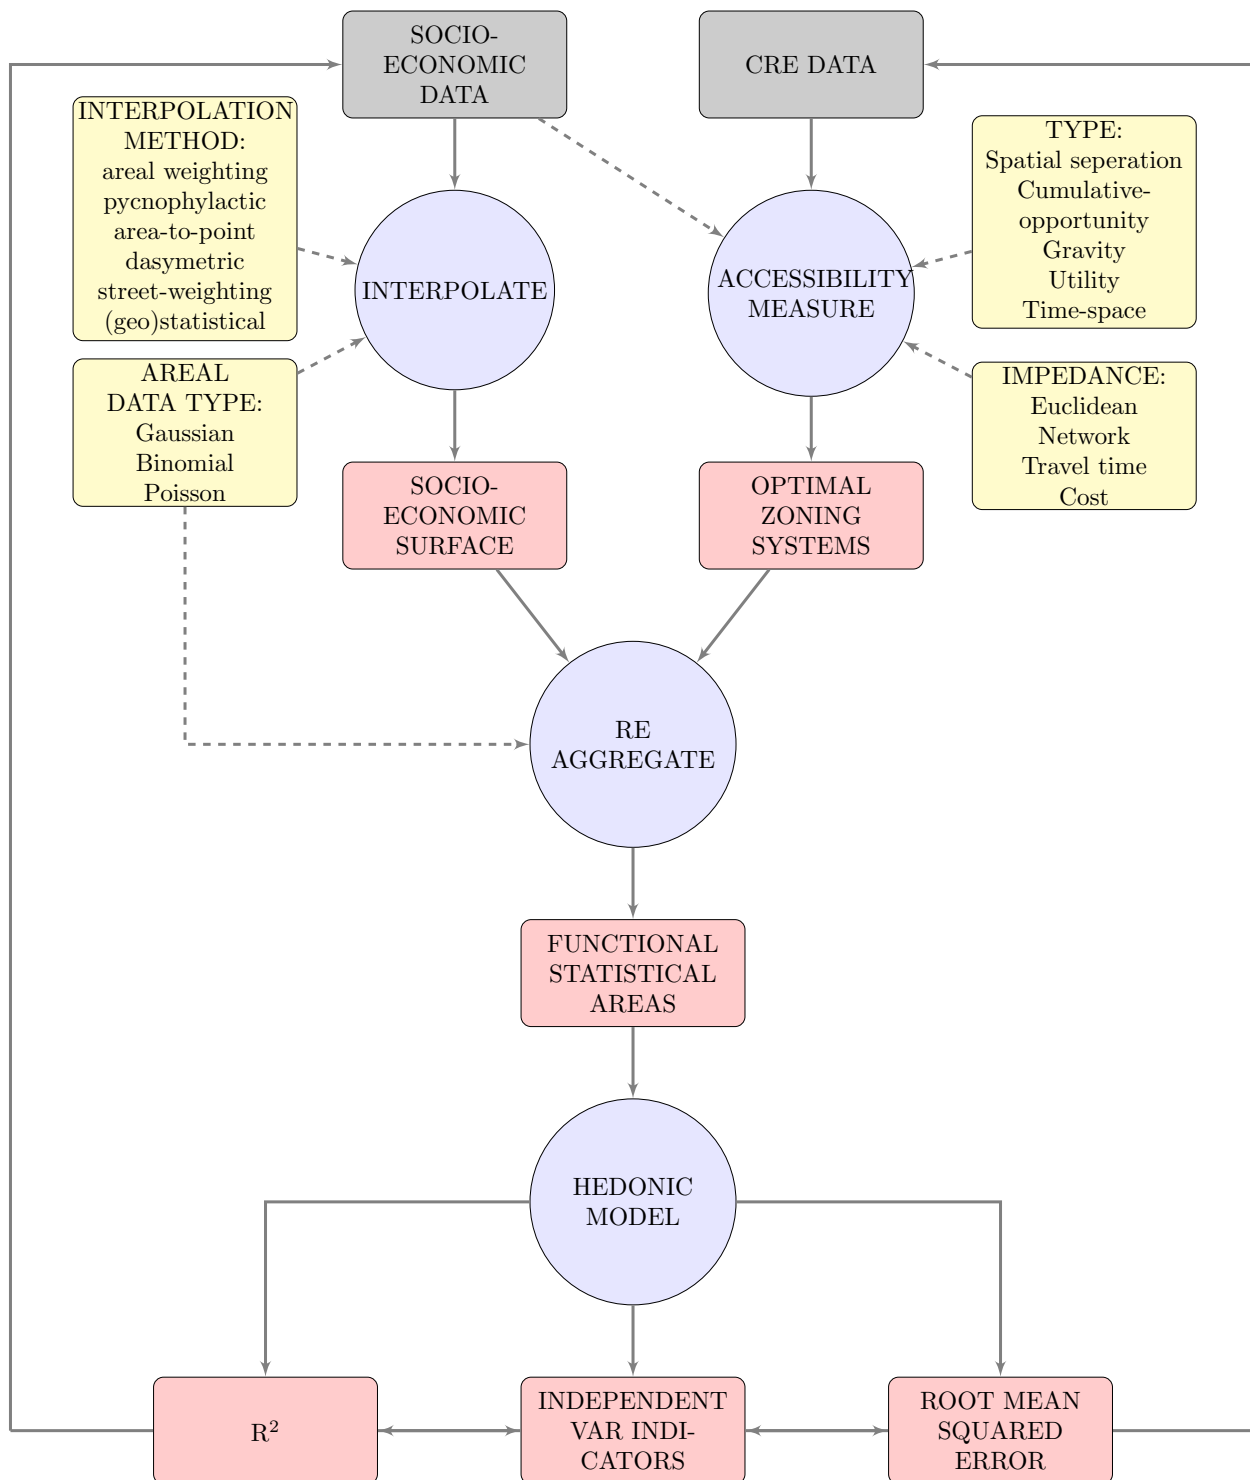 SOCIO-
ECONOMIC
DATA
CRE DATA
INTERPOLATION
METHOD:
areal weighting
pycnophylactic
area-to-point
dasymetric
street-weighting
(geo)statistical
TYPE:
Spatial seperation
Cumulative-
opportunity
Gravity
Utility
Time-space
INTERPOLATE
ACCESSIBILITY
MEASURE
AREAL
DATA TYPE:
Gaussian
Binomial
Poisson
IMPEDANCE:
Euclidean
Network
Travel time
Cost
SOCIO-
ECONOMIC
SURFACE
OPTIMAL
ZONING
SYSTEMS
RE
AGGREGATE
FUNCTIONAL
STATISTICAL
AREAS
HEDONIC
MODEL
R²
INDEPENDENT
VAR INDI-
CATORS
ROOT MEAN
SQUARED
ERROR